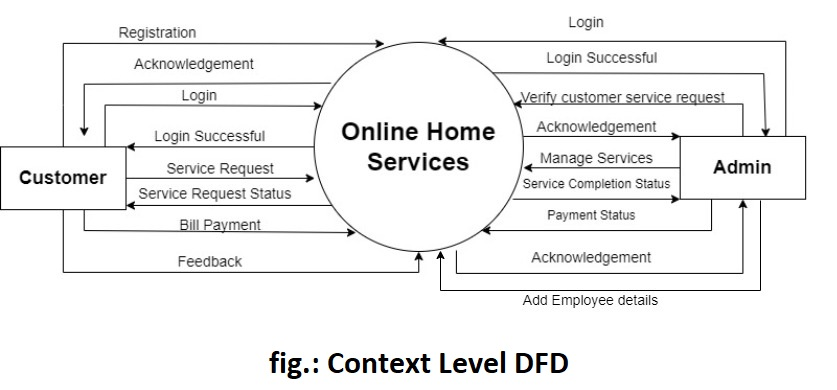 Login
Registration
Login Successful
Acknowledgement
Login
Verify customer service request
Acknowledgement
Online Home
Services
Login Successful
Manage Services
Customer
Service Request
Admin
Service Completion Status
Service Request Status
Payment Status
Bill Payment
Acknowledgement
Feedback
Add Employee details
fig.: Context Level DFD